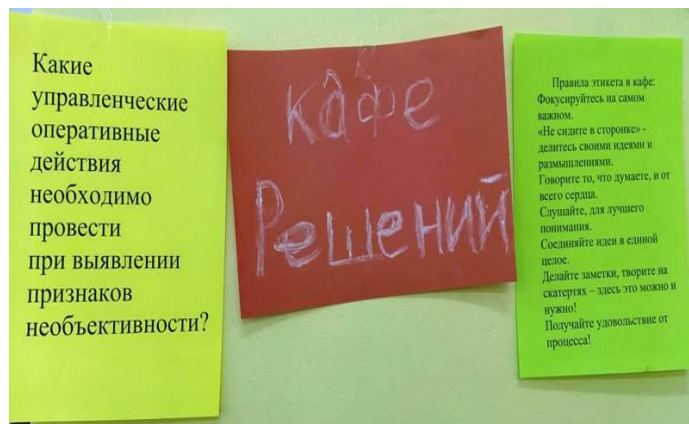 Какие
управленческие
оперативные
действия
необходимо
провести
при выявлении
признаков
необъективности?
кафе
Решений
Правила этикета в кафе:
Фокусируйтесь на самом
важном.
«Не сидите в сторонке» -
делитесь своими идеями и
размышлениями.
Говорите то, что думаете, и от
всего сердца.
Слушайте, для лучшего
понимания.
Соединяйте идеи в единой
целое.
Делайте заметки, творите на
скатертях – здесь это можно и
нужно!
Получайте удовольствие от
процесса!